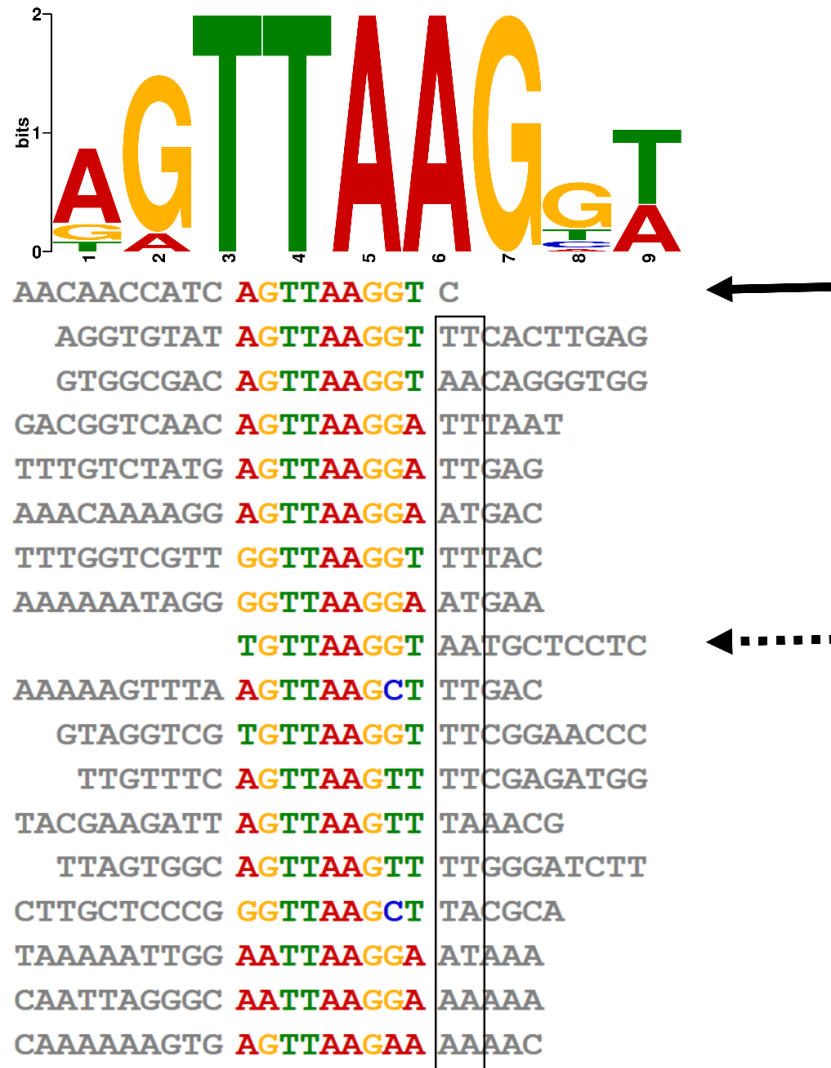 2
bits
1
0
AGTTAAGGT
1 2 3 4 5 6 7 8 9
AACAACCATC AGTTAAGGT C
AGGTGTAT AGTTAAGGT TTCACTTGAG
GTGGCGAC AGTTAAGGT AACAGGGTGG
GACGGTCAAC AGTTAAGGA TTTAAT
TTTGTCTATG AGTTAAGGA TTGAG
AAACAAAAGG AGTTAAGGA ATGAC
TTTGGTCGTT GGTTAAGGT TTTAC
AAAAAATAGG GGTTAAGGA ATGAA
TGTTAAGGT AATGCTCCTC
AAAAAGTTTA AGTTAAGCT TTGAC
GTAGGTCG TGTTAAGGT TTCGGAACCC
TTGTTTC AGTTAAGTT TTCGAGATGG
TACGAAGATT AGTTAAGTT TAAACG
TTAGTGGC AGTTAAGTT TTGGGATCTT
CTTGCTCCCG GGTTAAGCT TACGCA
TAAAAATTGG AATTAAGGA ATAAA
CAATTAGGGC AATTAAGGA AAAAA
CAAAAAAGTG AGTTAAGAA AAAAC